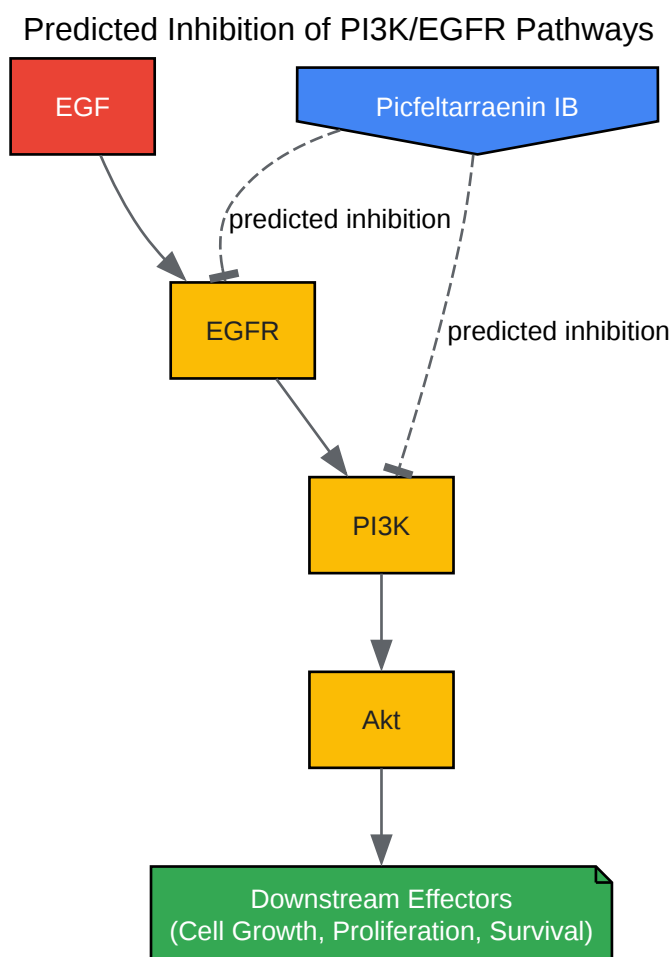 Predicted Inhibition of PI3K/EGFR Pathways
EGF
Picfeltarraenin IB
predicted inhibition
EGFR
predicted inhibition
PI3K
Akt
Downstream Effectors
(Cell Growth, Proliferation, Survival)